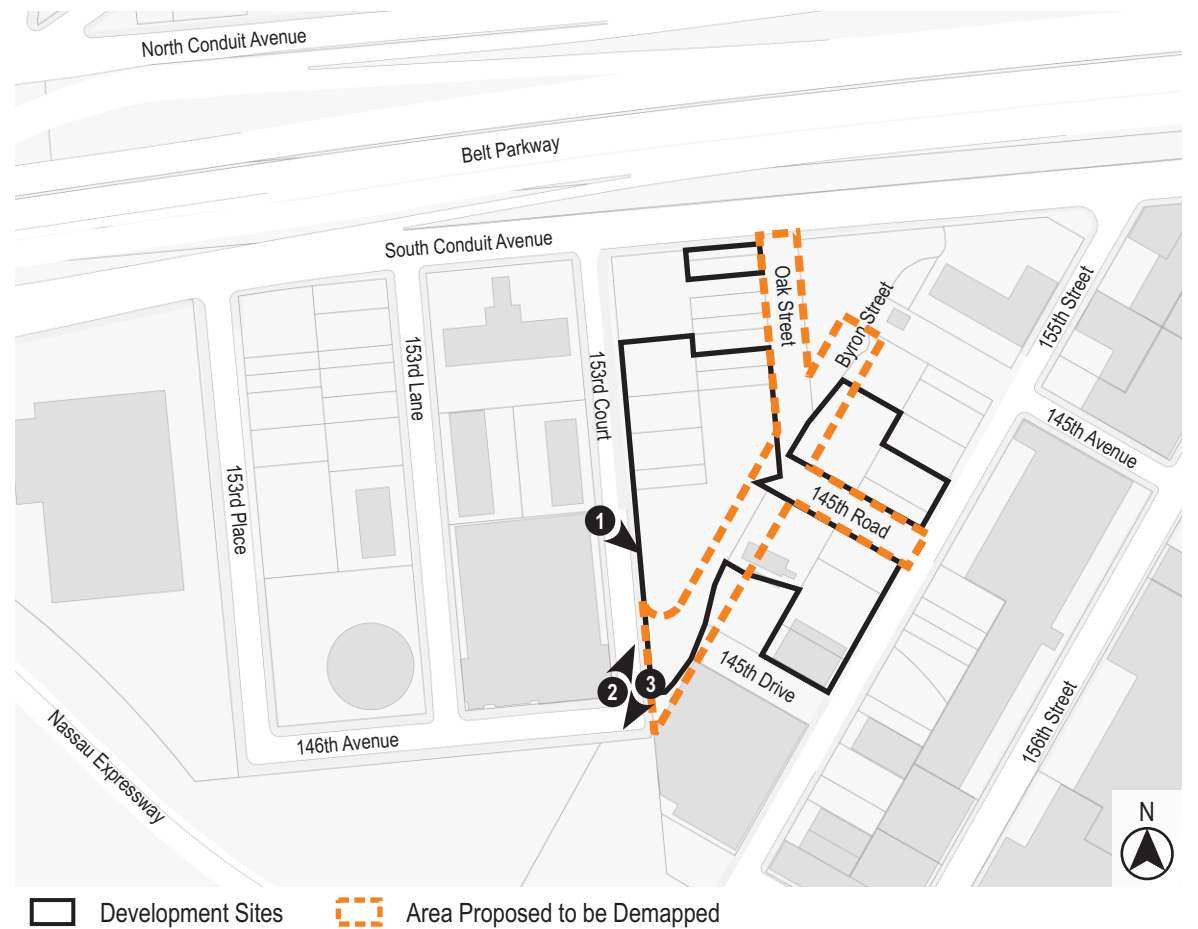 North Conduit Avenue
Belt Parkway
South Conduit Avenue
Oak Street
Byron Street
155th Street
153rd Lane
153rd Court
145th Avenue
153rd Place
1
145th Road
2
3
145th Drive
156th Street
146th Avenue
Nassau Expressway
N
Development Sites
Area Proposed to be Demapped